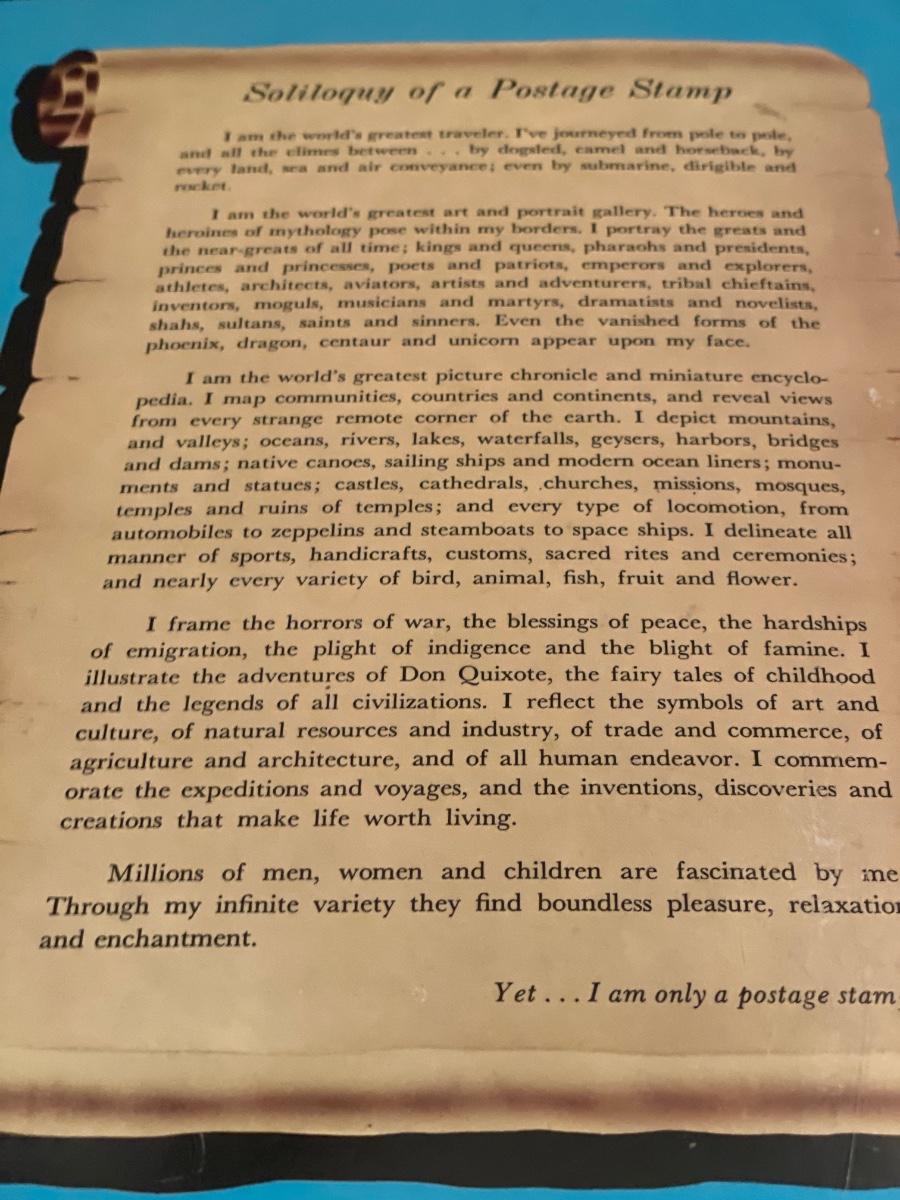 Soliloquy of a Postage Stamp
I am the world's greatest traveler. I've journeyed from pole to pole,
and all the climes between . . . by dogsled, camel and horseback, by
every land, sea and air conveyance; even by submarine, dirigible and
rocket.
I am the world's greatest art and portrait gallery. The heroes and
heroines of mythology pose within my borders. I portray the greats and
the near-greats of all time; kings and queens, pharaohs and presidents,
princes and princesses, poets and patriots, emperors and explorers,
athletes, architects, aviators, artists and adventurers, tribal chieftains,
inventors, moguls, musicians and martyrs, dramatists and novelists,
shahs, sultans, saints and sinners. Even the vanished forms of the
phoenix, dragon, centaur and unicorn appear upon my face.
I am the world's greatest picture chronicle and miniature encyclo-
pedia. I map communities, countries and continents, and reveal views
from every strange remote corner of the earth. I depict mountains,
and valleys; oceans, rivers, lakes, waterfalls, geysers, harbors, bridges
and dams; native canoes, sailing ships and modern ocean liners; monu-
ments and statues; castles, cathedrals, churches, missions, mosques,
temples and ruins of temples; and every type of locomotion, from
automobiles to zeppelins and steamboats to space ships. I delineate all
manner of sports, handicrafts, customs, sacred rites and ceremonies;
and nearly every variety of bird, animal, fish, fruit and flower.
I frame the horrors of war, the blessings of peace, the hardships
of emigration, the plight of indigence and the blight of famine. I
illustrate the adventures of Don Quixote, the fairy tales of childhood
and the legends of all civilizations. I reflect the symbols of art and
culture, of natural resources and industry, of trade and commerce, of
agriculture and architecture, and of all human endeavor. I commem-
orate the expeditions and voyages, and the inventions, discoveries and
creations that make life worth living.
Millions of men, women and children are fascinated by me
Through my infinite variety they find boundless pleasure, relaxation
and enchantment.
Yet . . . I am only a postage stam